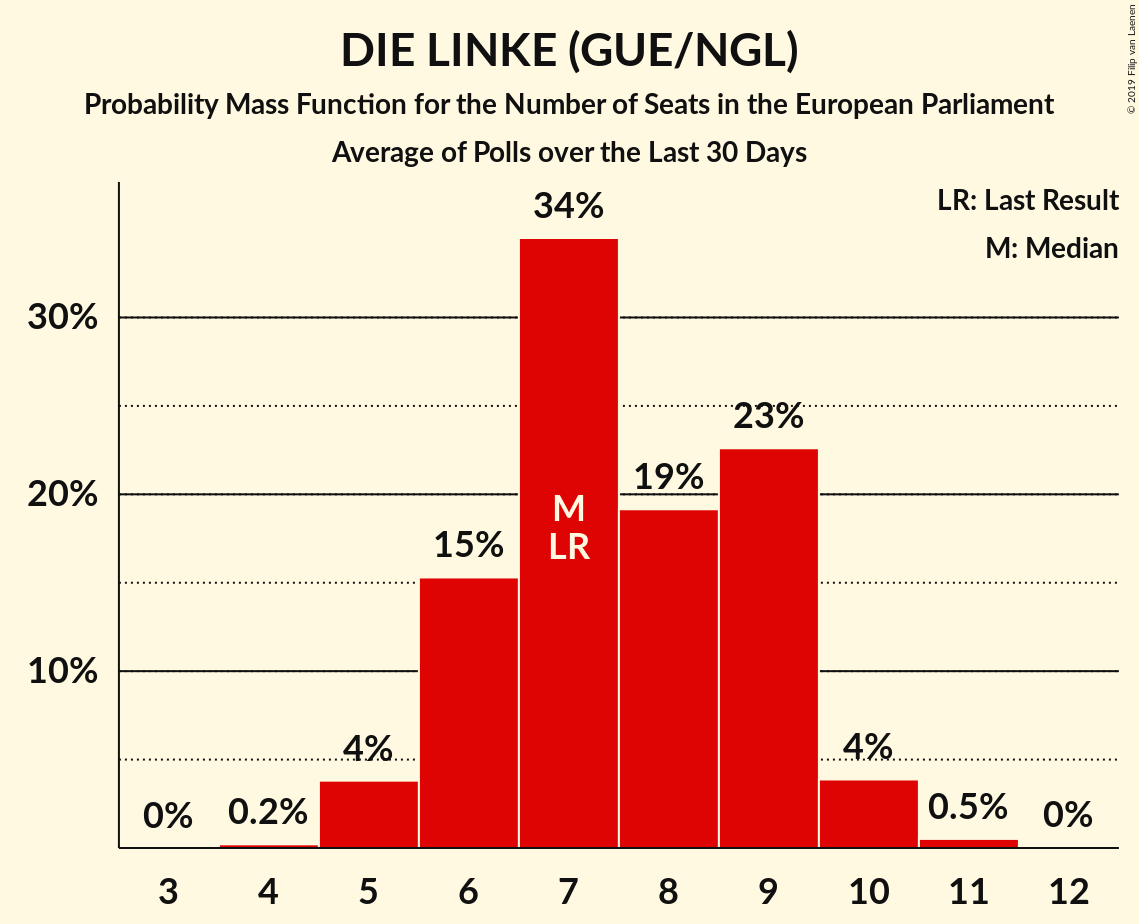 DIE LINKE (GUE/NGL)
Probability Mass Function for the Number of Seats in the European Parliament
Average of Polls over the Last 30 Days
© 2019 Filip van Laenen
LR: Last Result
M: Median
34%
30%
23%
20%
19%
M
LR
15%
10%
4%
4%
0%
0.2%
0.5%
0%
3 4 5 6 7 8 9 10 11 12